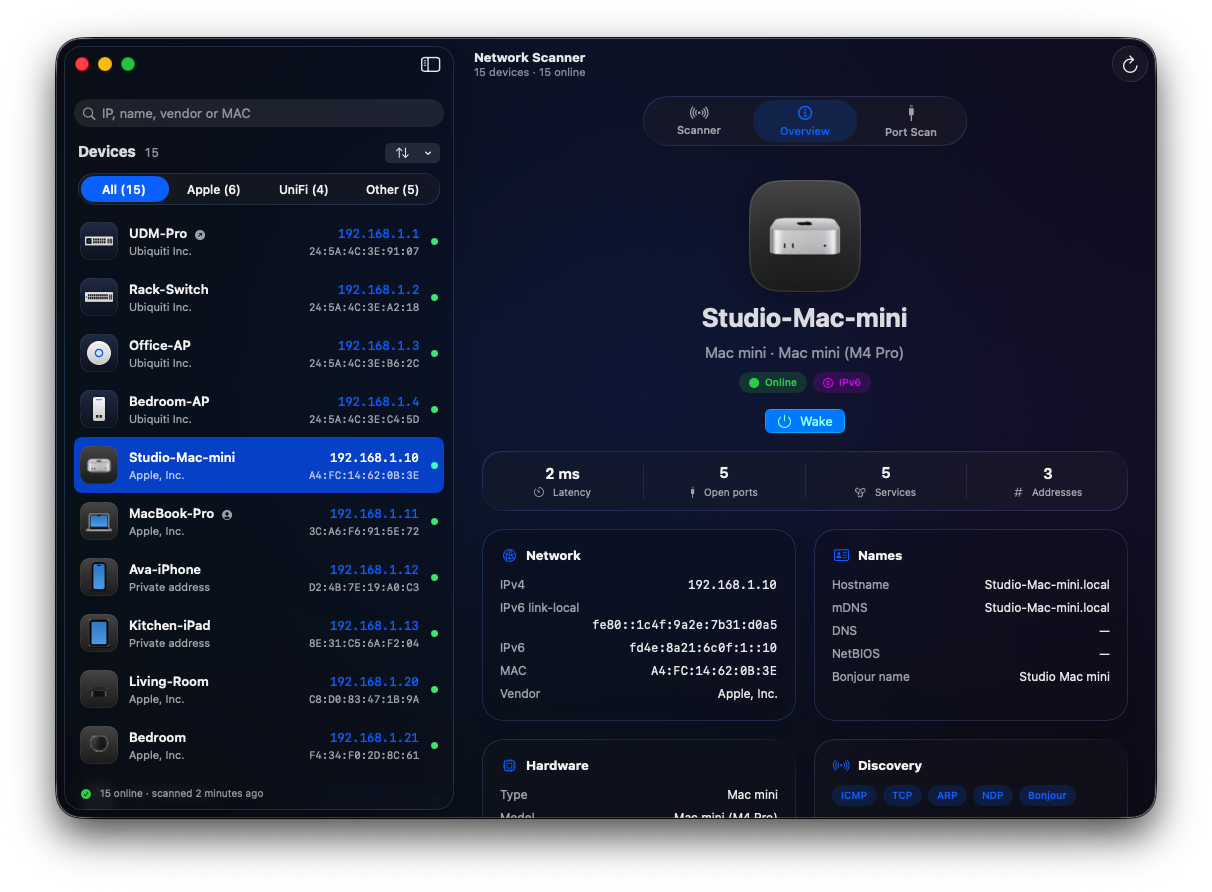 Network Scanner
15 devices · 15 online
IP, name, vendor or MAC
Devices 15
All (15) Apple (6) UniFi (4) Other (5)
UDM-Pro 192.168.1.1
Ubiquiti Inc. 24:5A:4C:3E:91:07
Rack-Switch 192.168.1.2
Ubiquiti Inc. 24:5A:4C:3E:A2:18
Office-AP 192.168.1.3
Ubiquiti Inc. 24:5A:4C:3E:B6:2C
Bedroom-AP 192.168.1.4
Ubiquiti Inc. 24:5A:4C:3E:C4:5D
Studio-Mac-mini 192.168.1.10
Apple, Inc. A4:FC:14:62:0B:3E
MacBook-Pro 192.168.1.11
Apple, Inc. 3C:A6:F6:91:5E:72
Ava-iPhone 192.168.1.12
Private address D2:4B:7E:19:A0:C3
Kitchen-iPad 192.168.1.13
Private address 8E:31:C5:6A:F2:04
Living-Room 192.168.1.20
Apple, Inc. C8:D0:83:47:1B:9A
Bedroom 192.168.1.21
Apple, Inc. F4:34:F0:2D:8C:61
15 online · scanned 2 minutes ago
Scanner Overview Port Scan
Studio-Mac-mini
Mac mini · Mac mini (M4 Pro)
Online IPv6
Wake
2 ms 5 5 3
Latency Open ports Services Addresses
Network
IPv4 192.168.1.10
IPv6 link-local
fe80::1c4f:9a2e:7b31:d0a5
IPv6 fd4e:8a21:6c0f:1::10
MAC A4:FC:14:62:0B:3E
Vendor Apple, Inc.
Names
Hostname Studio-Mac-mini.local
mDNS Studio-Mac-mini.local
DNS —
NetBIOS —
Bonjour name Studio Mac mini
Hardware
Type Mac mini
Model Mac mini (M4 Pro)
Discovery
ICMP TCP ARP NDP Bonjour